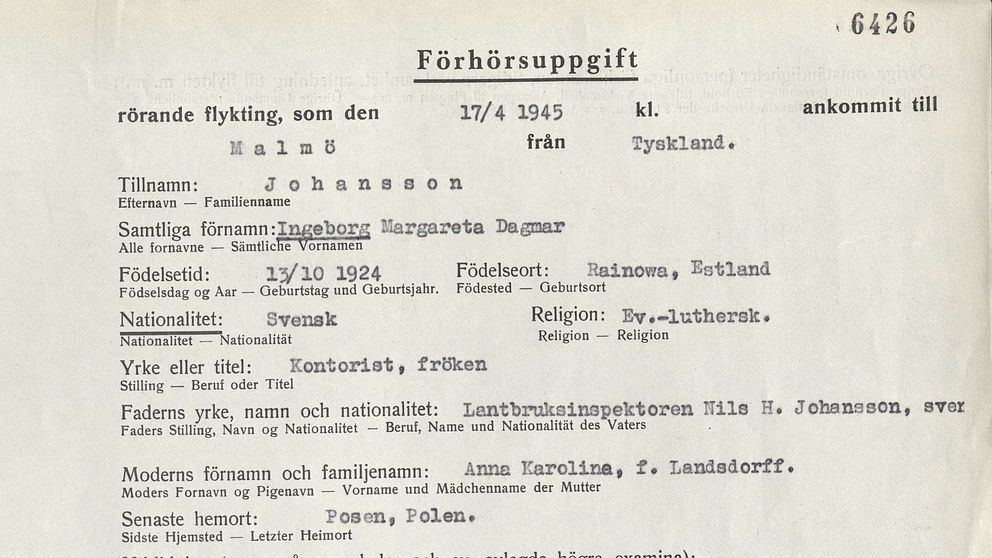 6426
Förhörsuppgift
rörande flykting, som den 17/4 1945 kl. ankommit till
Malmö från Tyskland.
Tillnamn: Johansson
Efternavn — Familienname
Samtliga förnamn: Ingeborg Margareta Dagmar
Alle fornavne — Sämtliche Vornamen
Födelsetid: 13/10 1924 Födelseort: Rainowa, Estland
Födselsdag og Aar — Geburtstag und Geburtsjahr. Födested — Geburtsort
Nationalitet: Svensk Religion: Ev.-luthersk.
Nationalitet — Nationalität Religion — Religion
Yrke eller titel: Kontorist, fröken
Stilling — Beruf oder Titel
Faderns yrke, namn och nationalitet: Lantbruksinspektoren Nils H. Johansson, sver
Faders Stilling, Navn og Nationalitet — Beruf, Name und Nationalität des Vaters
Moderns förnamn och familjenamn: Anna Karolina, f. Landsdorff.
Moders Fornavn og Pigenavn — Vorname und Mädchenname der Mutter
Senaste hemort: Posen, Polen.
Sidste Hjemsted — Letzter Heimort